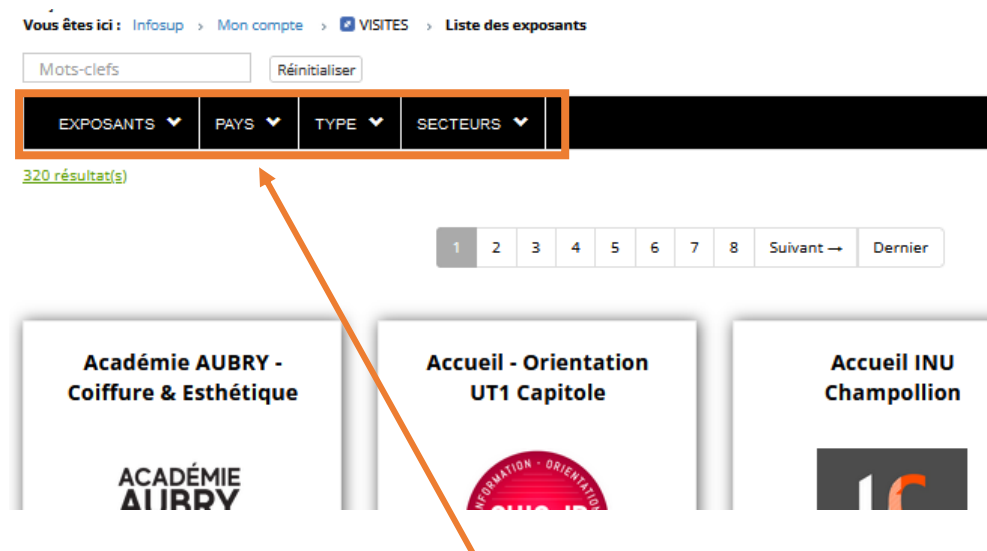 Vous êtes ici : Infosup > Mon compte > VISITES > Liste des exposants
Mots-clefs Réinitialiser
EXPOSANTS PAYS TYPE SECTEURS
320 résultat(s)
1 2 3 4 5 6 7 8 Suivant → Dernier
Académie AUBRY -
Coiffure & Esthétique
Accueil - Orientation
UT1 Capitole
Accueil INU
Champollion
ACADÉMIE
AUBRY